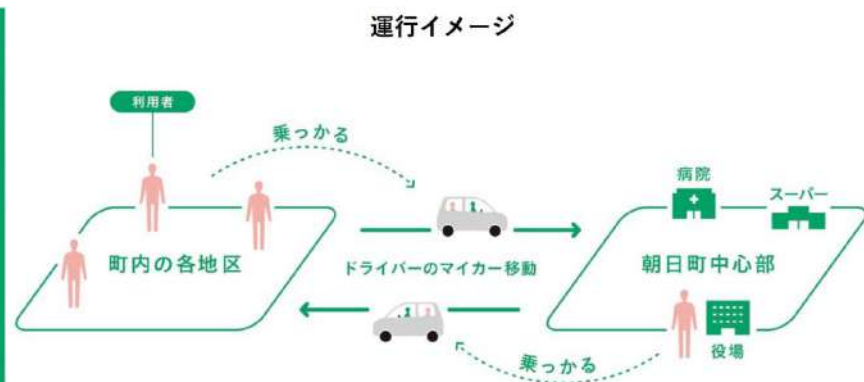 運行イメージ
利用者
乗っかる
病院
スーパー
町内の各地区
ドライバーのマイカー移動
朝日町中心部
役場
乗っかる